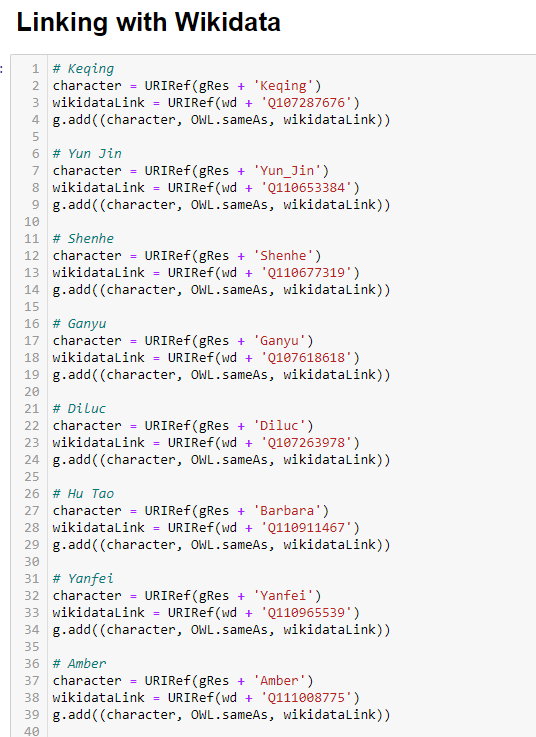 Linking with Wikidata
:
1 # Keqing
2 character = URIRef(gRes + 'Keqing')
3 wikidataLink = URIRef(wd + 'Q107287676')
4 g.add((character, OWL.sameAs, wikidataLink))
5
6 # Yun Jin
7 character = URIRef(gRes + 'Yun_Jin')
8 wikidataLink = URIRef(wd + 'Q110653384')
9 g.add((character, OWL.sameAs, wikidataLink))
10
11 # Shenhe
12 character = URIRef(gRes + 'Shenhe')
13 wikidataLink = URIRef(wd + 'Q110677319')
14 g.add((character, OWL.sameAs, wikidataLink))
15
16 # Ganyu
17 character = URIRef(gRes + 'Ganyu')
18 wikidataLink = URIRef(wd + 'Q107618618')
19 g.add((character, OWL.sameAs, wikidataLink))
20
21 # Diluc
22 character = URIRef(gRes + 'Diluc')
23 wikidataLink = URIRef(wd + 'Q107263978')
24 g.add((character, OWL.sameAs, wikidataLink))
25
26 # Hu Tao
27 character = URIRef(gRes + 'Barbara')
28 wikidataLink = URIRef(wd + 'Q110911467')
29 g.add((character, OWL.sameAs, wikidataLink))
30
31 # Yanfei
32 character = URIRef(gRes + 'Yanfei')
33 wikidataLink = URIRef(wd + 'Q110965539')
34 g.add((character, OWL.sameAs, wikidataLink))
35
36 # Amber
37 character = URIRef(gRes + 'Amber')
38 wikidataLink = URIRef(wd + 'Q111008775')
39 g.add((character, OWL.sameAs, wikidataLink))
40